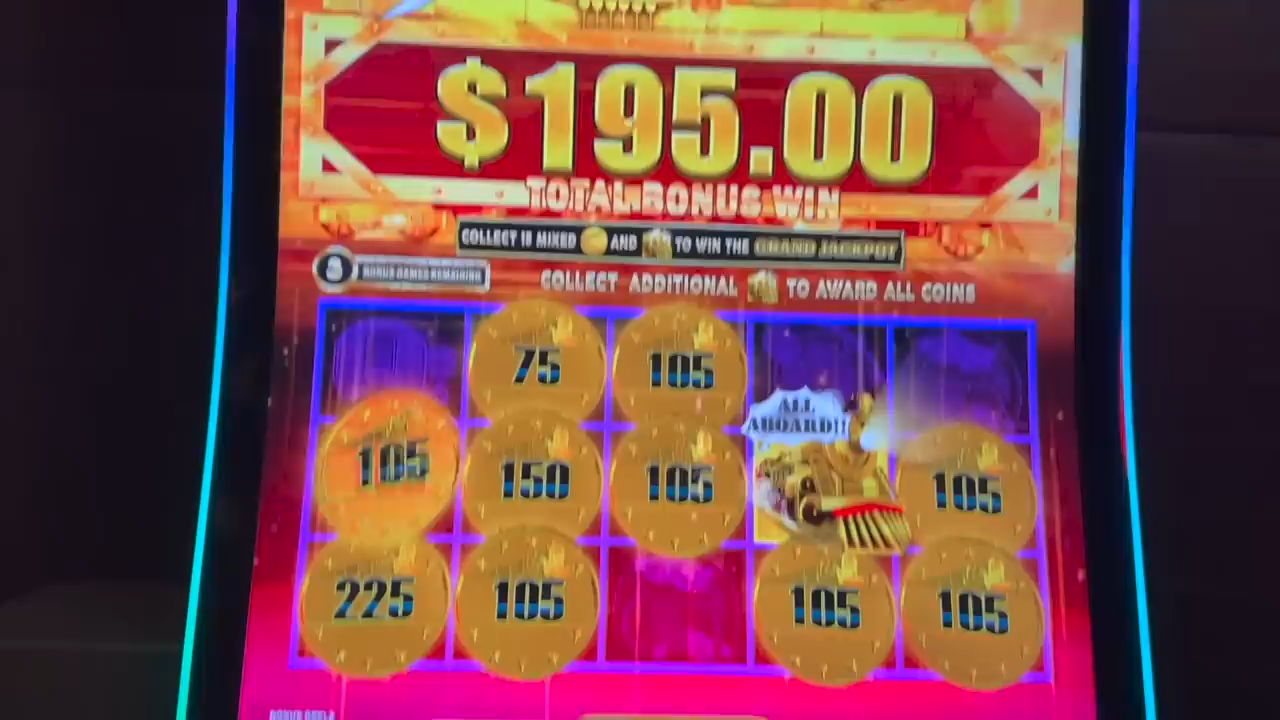 $195.00
TOTAL BONUS WIN
COLLECT 15 MIXED AND TO WIN THE GRAND JACKPOT
3 BONUS GAMES REMAINING
COLLECT ADDITIONAL TO AWARD ALL COINS
75 105
ALL ABOARD!!
105 150 105 105
225 105 105 105